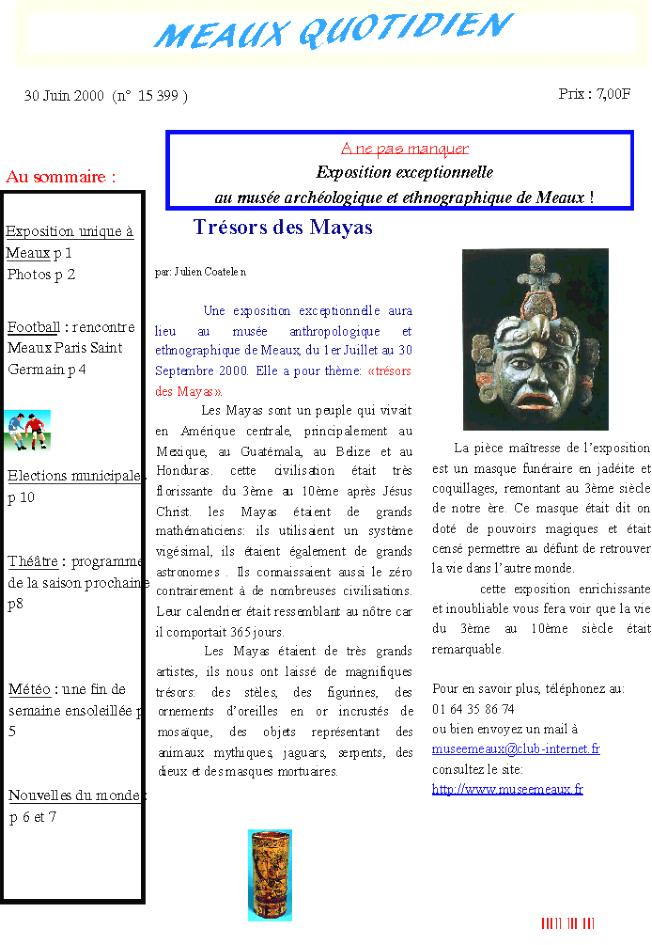 MEAUX QUOTIDIEN
30 Juin 2000 (n° 15 399 )
Prix : 7,00F
A ne pas manquer
Exposition exceptionnelle
au musée archéologique et ethnographique de Meaux !
Au sommaire :
Exposition unique à
Meaux p 1
Photos p 2
Football : rencontre
Meaux Paris Saint
Germain p 4
Elections municipales
p 10
Théâtre : programme
de la saison prochaine
p8
Météo : une fin de
semaine ensoleillée p
5
Nouvelles du monde :
p 6 et 7
Trésors des Mayas
par: Julien Coatelen
Une exposition exceptionnelle aura
lieu au musée anthropologique et
ethnographique de Meaux, du 1er Juillet au 30
Septembre 2000. Elle a pour thème: «trésors
des Mayas».
Les Mayas sont un peuple qui vivait
en Amérique centrale, principalement au
Mexique, au Guatémala, au Belize et au
Honduras. cette civilisation était très
florissante du 3ème au 10ème après Jésus
Christ. les Mayas étaient de grands
mathématiciens: ils utilisaient un système
vigésimal, ils étaient également de grands
astronomes . Ils connaissaient aussi le zéro
contrairement à de nombreuses civilisations.
Leur calendrier était ressemblant au nôtre car
il comportait 365 jours.
Les Mayas étaient de très grands
artistes, ils nous ont laissé de magnifiques
trésors: des stèles, des figurines, des
ornements d'oreilles en or incrustés de
mosaïque, des objets représentant des
animaux mythiques, jaguars, serpents, des
dieux et des masques mortuaires.
La pièce maîtresse de l'exposition
est un masque funéraire en jadéite et
coquillages, remontant au 3ème siècle
de notre ère. Ce masque était dit on
doté de pouvoirs magiques et était
censé permettre au défunt de retrouver
la vie dans l'autre monde.
cette exposition enrichissante
et inoubliable vous fera voir que la vie
du 3ème au 10ème siècle était
remarquable.
Pour en savoir plus, téléphonez au:
01 64 35 86 74
ou bien envoyez un mail à
museemeaux@club-internet.fr
consultez le site:
http://www.museemeaux.fr